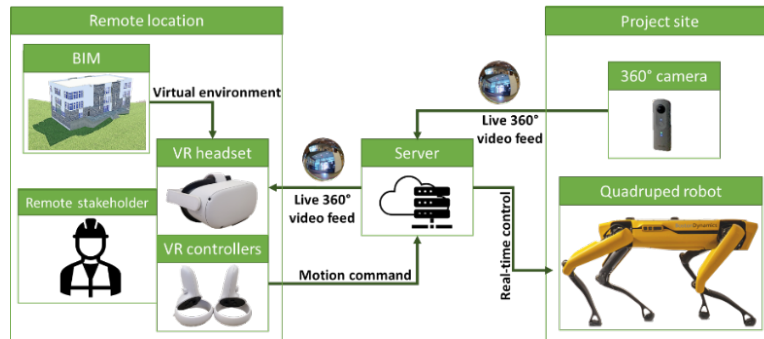 Remote location
BIM
Virtual environment
VR headset
Remote stakeholder
VR controllers
Live 360°
video feed
Motion command
Server
Live 360°
video feed
Real-time control
Project site
360° camera
Quadruped robot